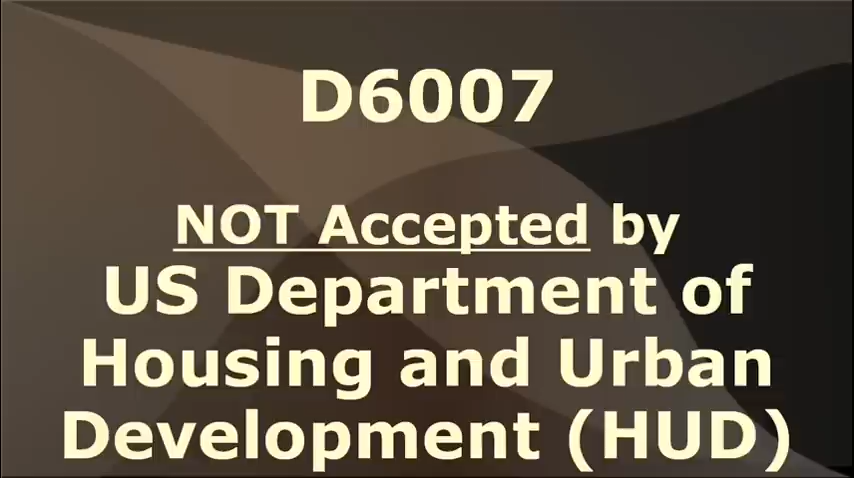 D6007
NOT Accepted by
US Department of
Housing and Urban
Development (HUD)